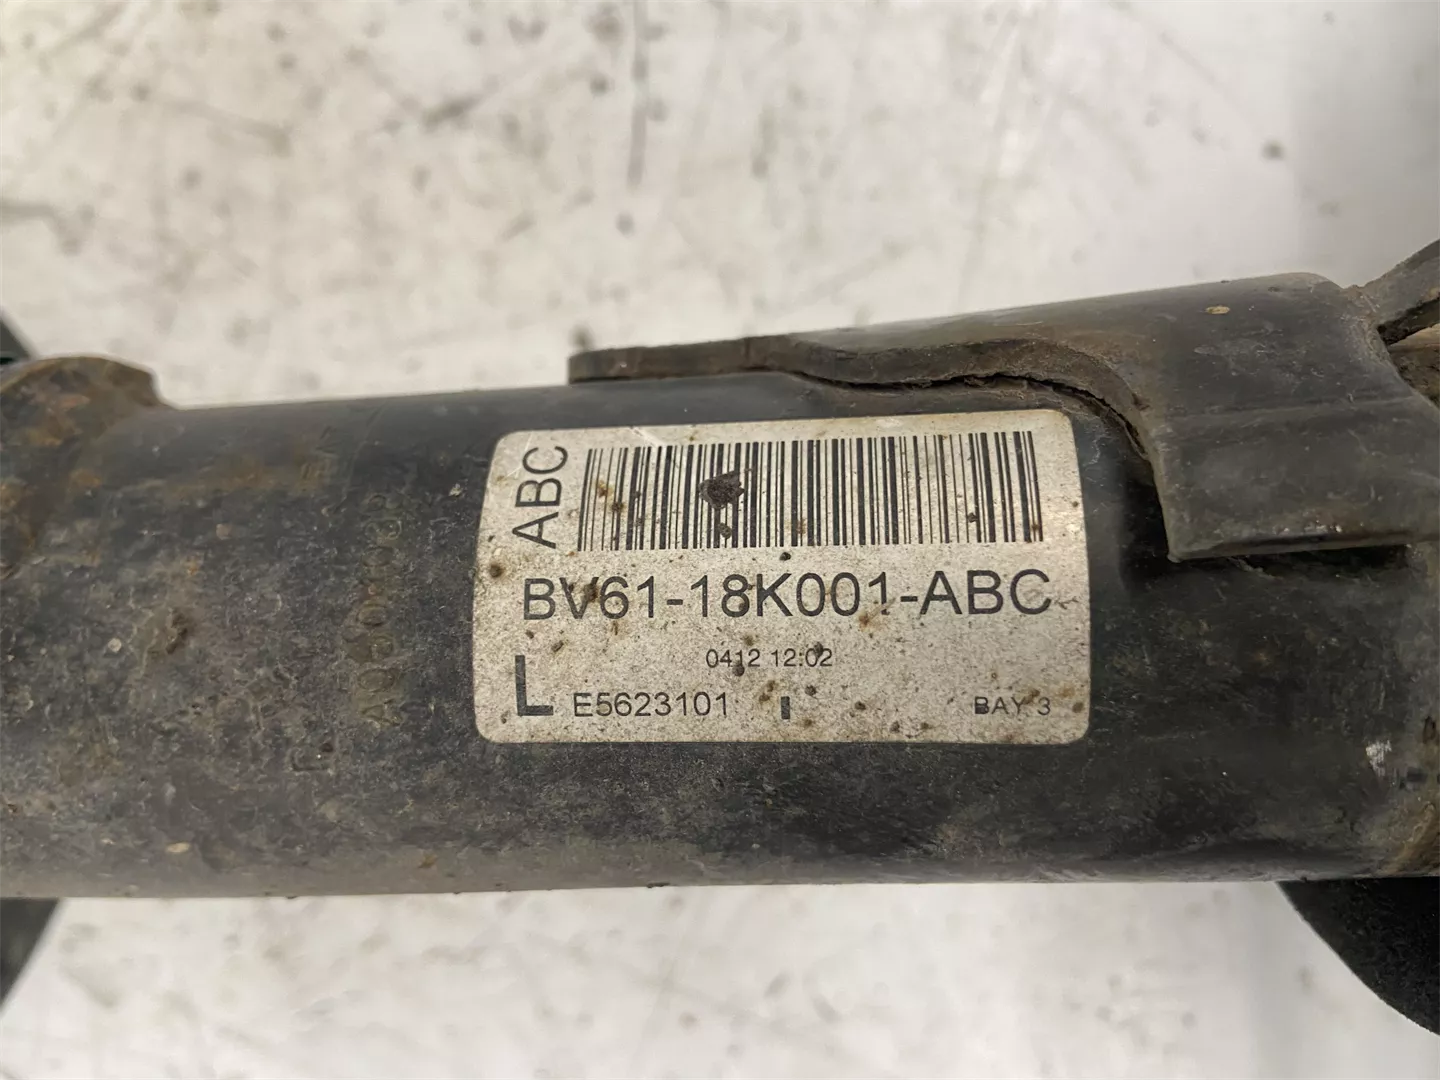 ABC
BV61-18K001-ABC
0412 12:02
L E5623101 BAY 3